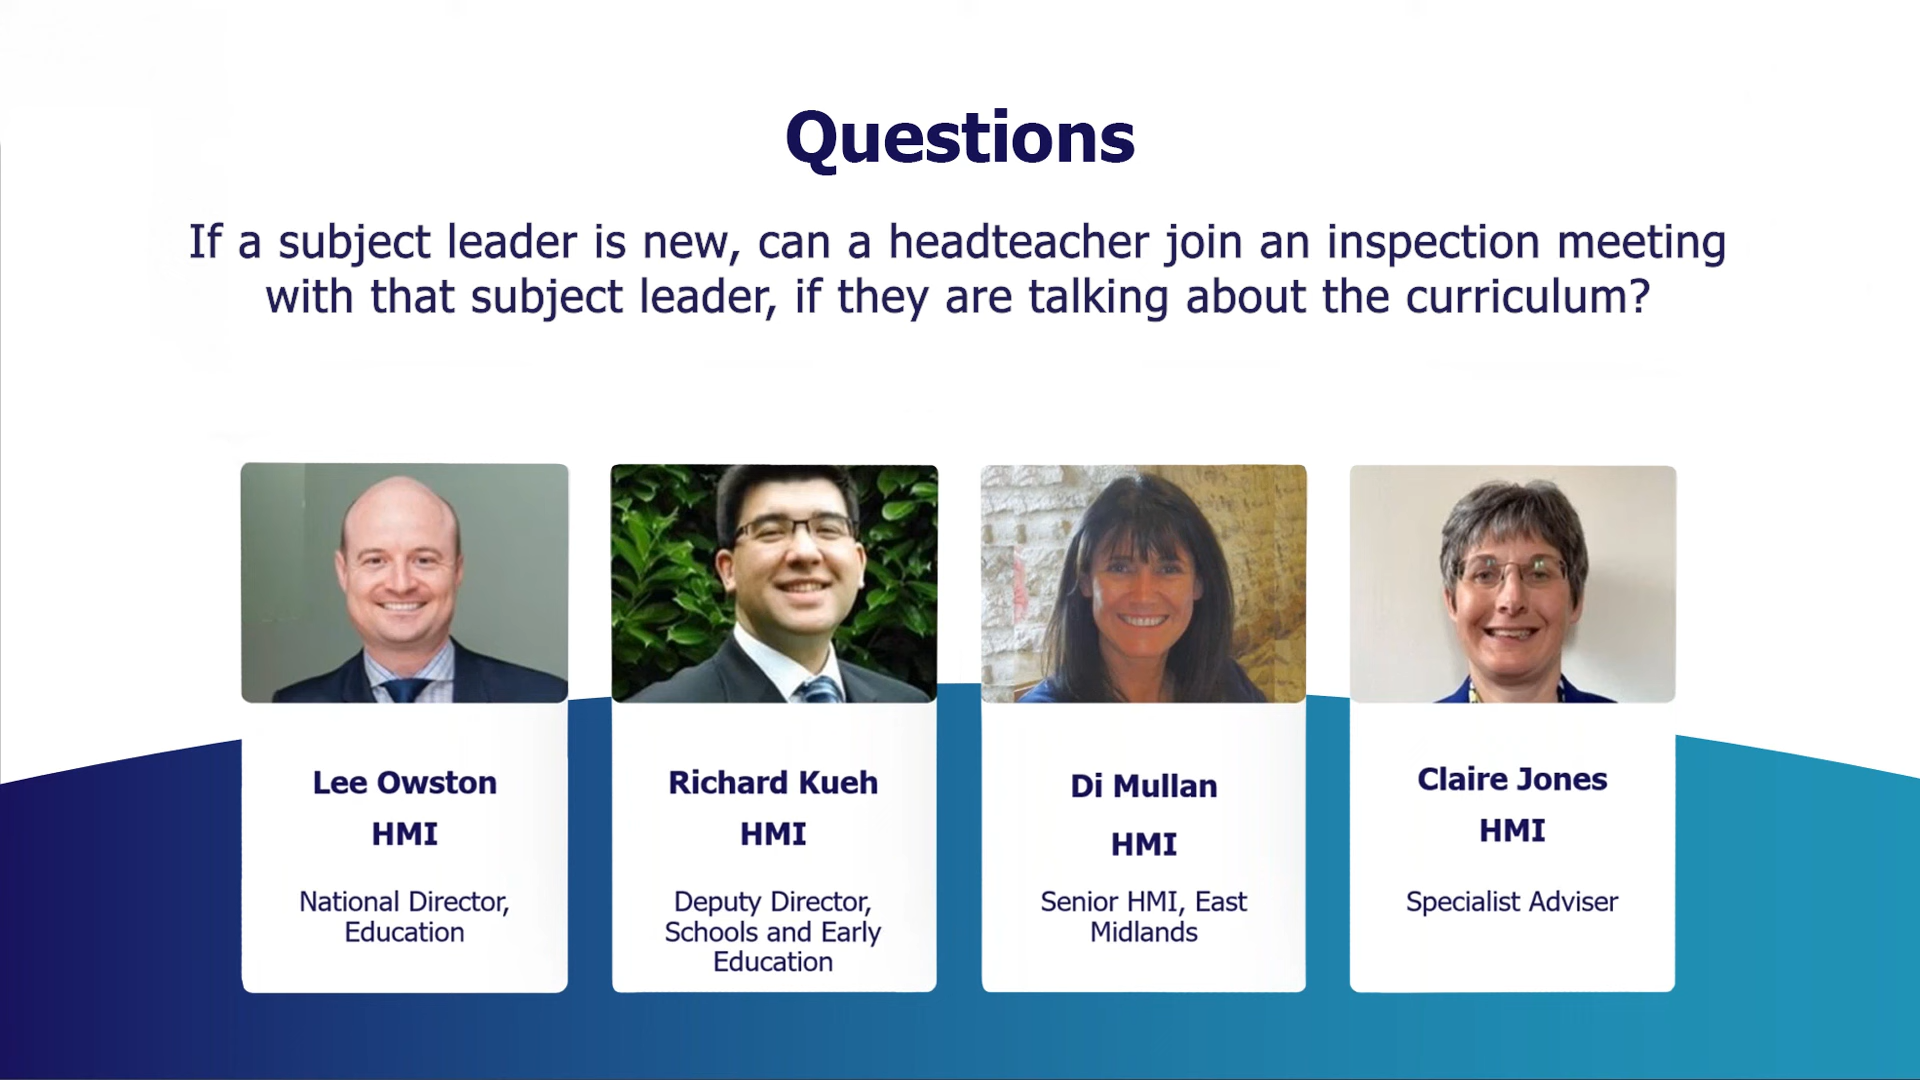 Questions
If a subject leader is new, can a headteacher join an inspection meeting
with that subject leader, if they are talking about the curriculum?
Lee Owston
HMI
National Director,
Education
Richard Kueh
HMI
Deputy Director,
Schools and Early
Education
Di Mullan
HMI
Senior HMI, East
Midlands
Claire Jones
HMI
Specialist Adviser